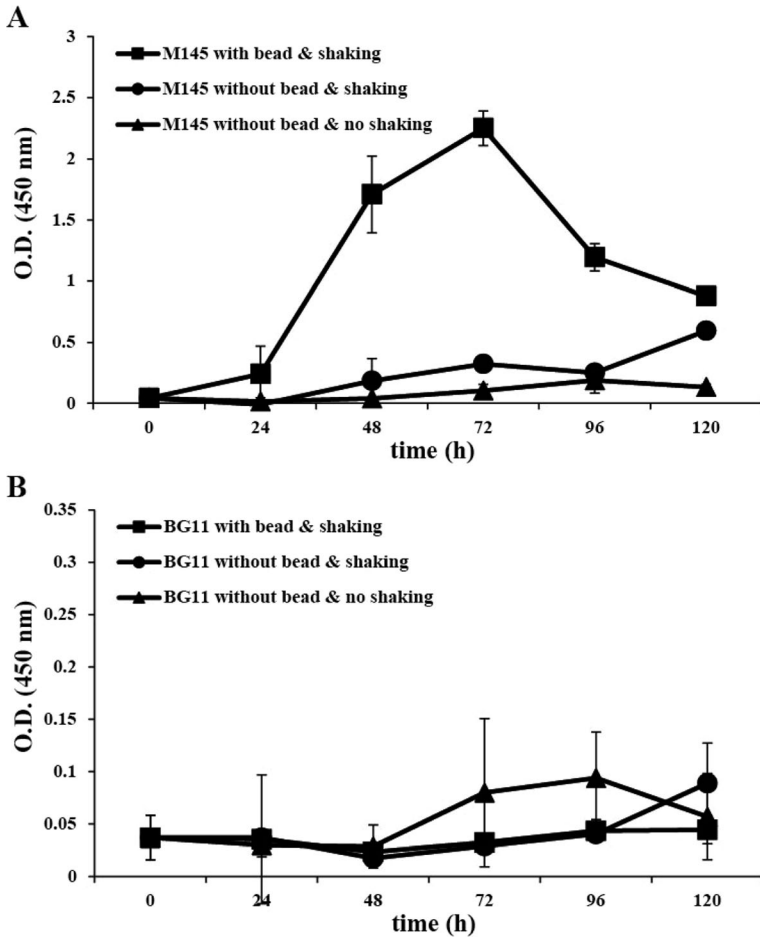 A
3
M145 with bead & shaking
2.5
M145 without bead & shaking
2
M145 without bead & no shaking
1.5
1
0.5
0
O.D. (450 nm)
0 24 48 72 96 120
time (h)
B
0.35
BG11 with bead & shaking
0.3
BG11 without bead & shaking
0.25
BG11 without bead & no shaking
0.2
0.15
0.1
0.05
0
O.D. (450 nm)
0 24 48 72 96 120
time (h)